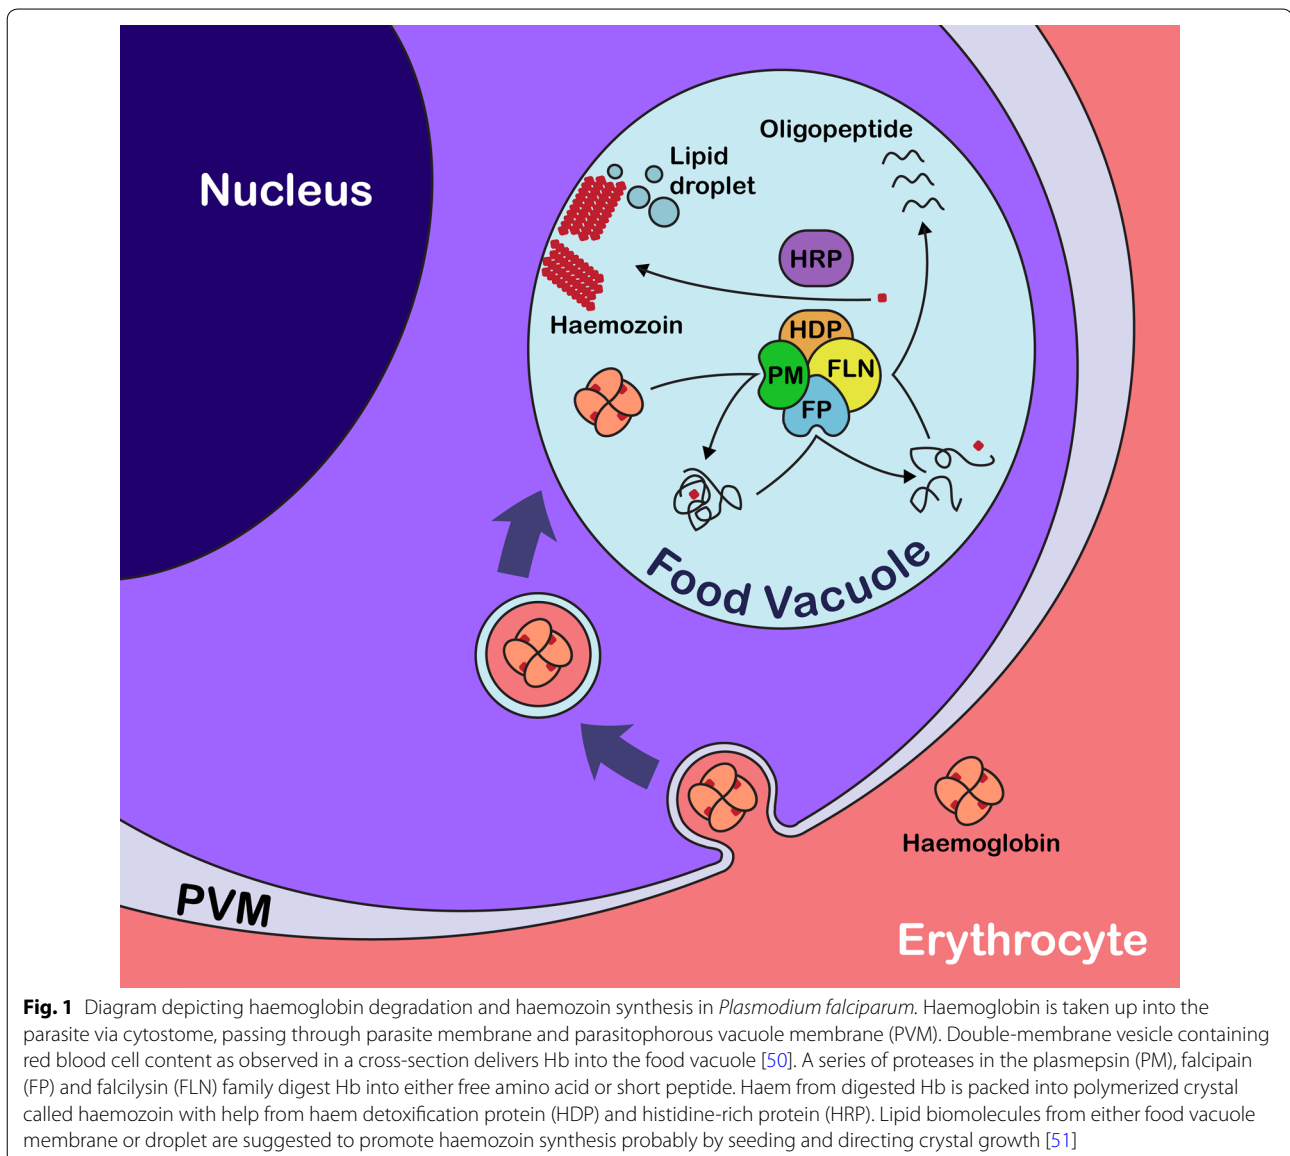 Nucleus
Oligopeptide
Lipid
droplet
HRP
Haemozoin
HDP
PM
FLN
FP
Food Vacuole
Haemoglobin
PVM
Erythrocyte
Fig. 1 Diagram depicting haemoglobin degradation and haemozoin synthesis in Plasmodium falciparum. Haemoglobin is taken up into the
parasite via cytostome, passing through parasite membrane and parasitophorous vacuole membrane (PVM). Double-membrane vesicle containing
red blood cell content as observed in a cross-section delivers Hb into the food vacuole [50]. A series of proteases in the plasmepsin (PM), falcipain
(FP) and falcilysin (FLN) family digest Hb into either free amino acid or short peptide. Haem from digested Hb is packed into polymerized crystal
called haemozoin with help from haem detoxification protein (HDP) and histidine-rich protein (HRP). Lipid biomolecules from either food vacuole
membrane or droplet are suggested to promote haemozoin synthesis probably by seeding and directing crystal growth [51]